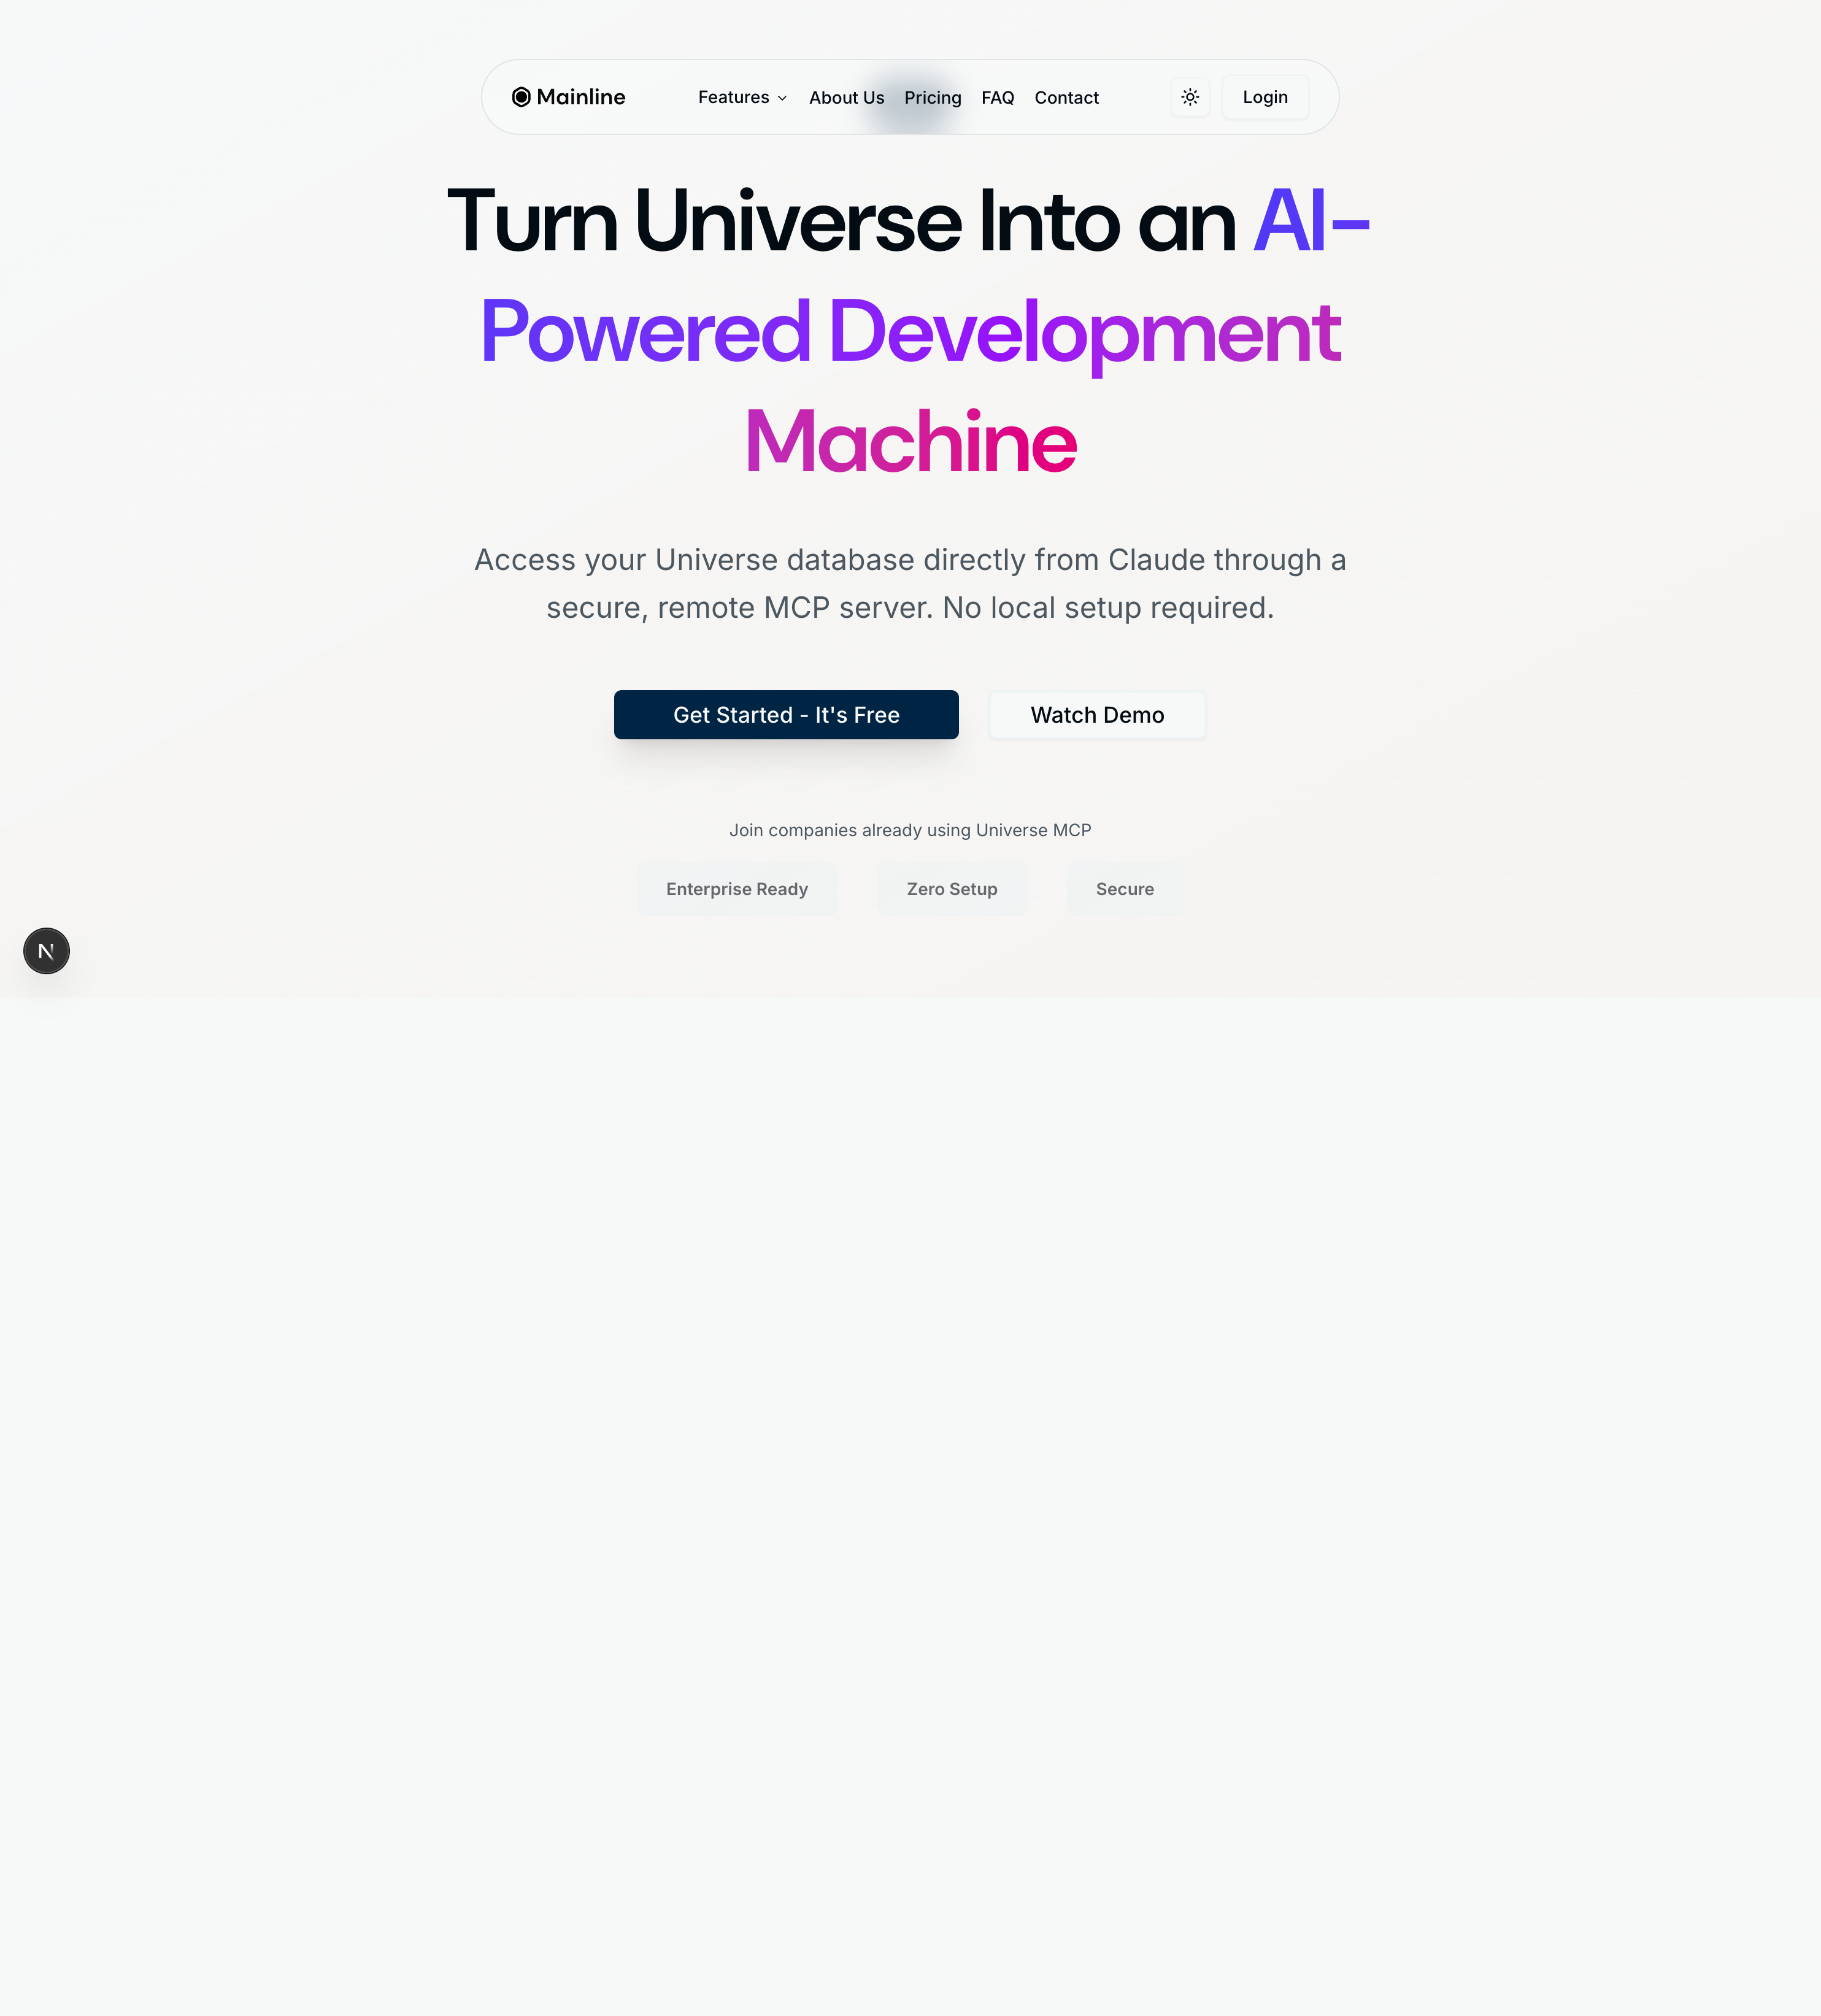 Mainline
Features
About Us
Pricing
FAQ
Contact
Login
Turn Universe Into an AI-
Powered Development
Machine
Access your Universe database directly from Claude through a
secure, remote MCP server. No local setup required.
Get Started - It's Free
Watch Demo
Join companies already using Universe MCP
Enterprise Ready
Zero Setup
Secure
N